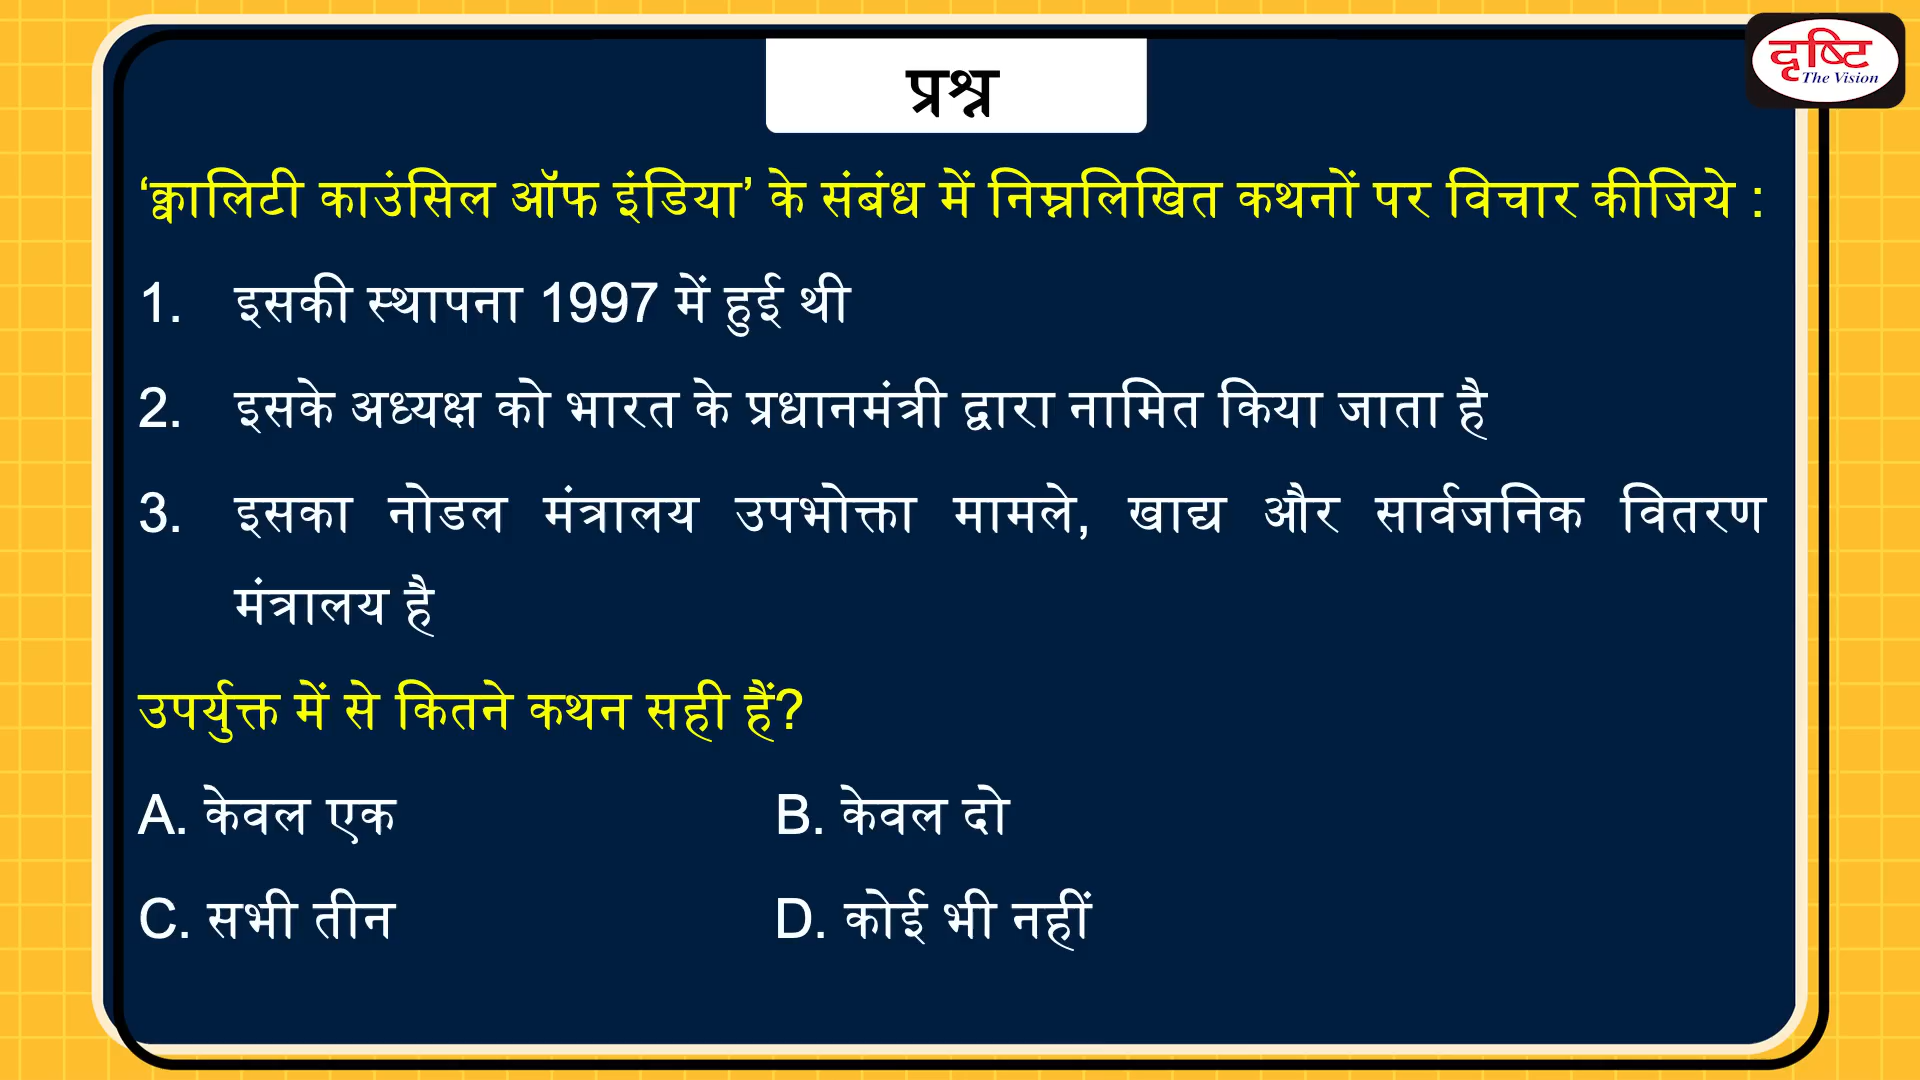 दृष्टि
The Vision
प्रश्न
‘क्वालिटी काउंसिल ऑफ इंडिया’ के संबंध में निम्नलिखित कथनों पर विचार कीजिये :
1. इसकी स्थापना 1997 में हुई थी
2. इसके अध्यक्ष को भारत के प्रधानमंत्री द्वारा नामित किया जाता है
3. इसका नोडल मंत्रालय उपभोक्ता मामले, खाद्य और सार्वजनिक वितरण
मंत्रालय है
उपर्युक्त में से कितने कथन सही हैं?
A. केवल एक B. केवल दो
C. सभी तीन D. कोई भी नहीं